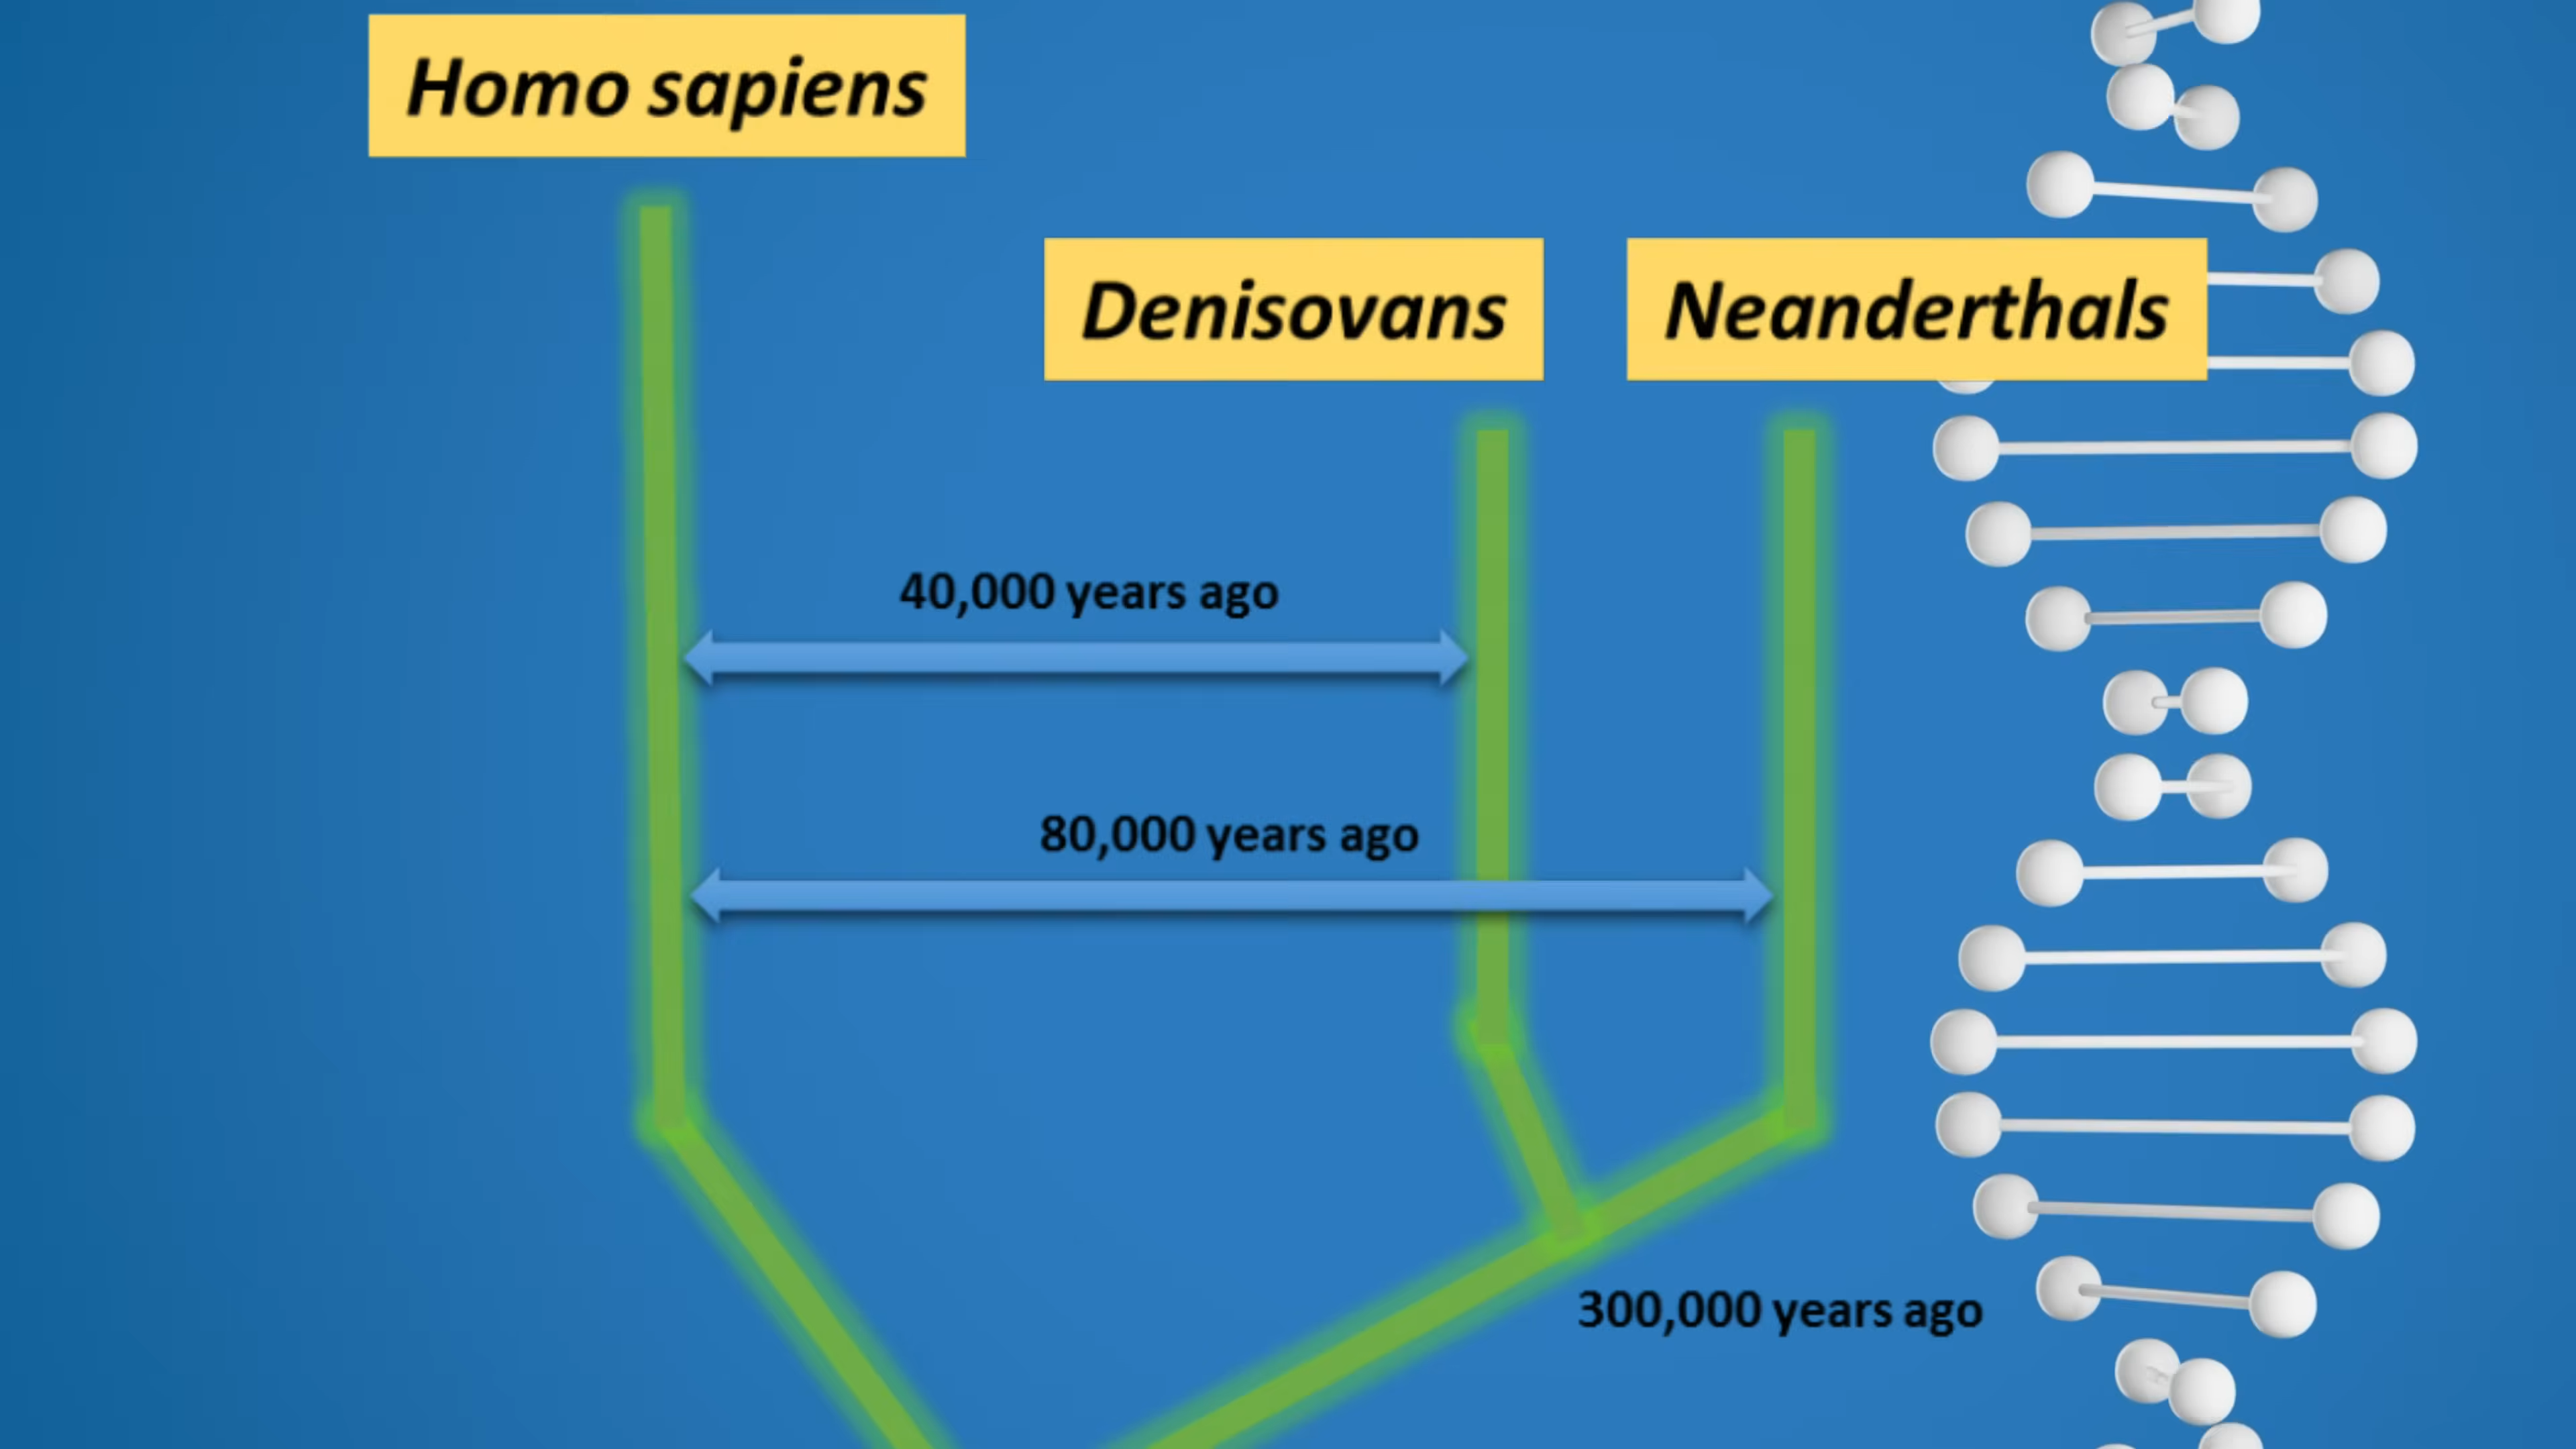 Homo sapiens
Denisovans
Neanderthals
40,000 years ago
80,000 years ago
300,000 years ago